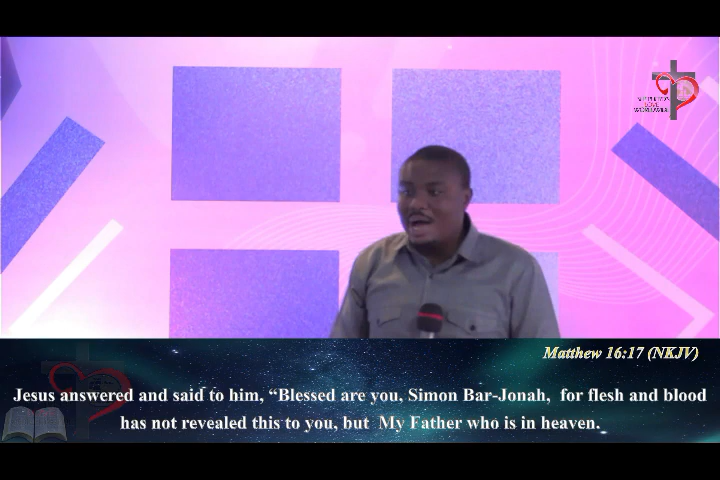 LOVE
Matthew 16:17 (NKJV)
Jesus answered and said to him, “Blessed are you, Simon Bar-Jonah, for flesh and blood
has not revealed this to you, but My Father who is in heaven.